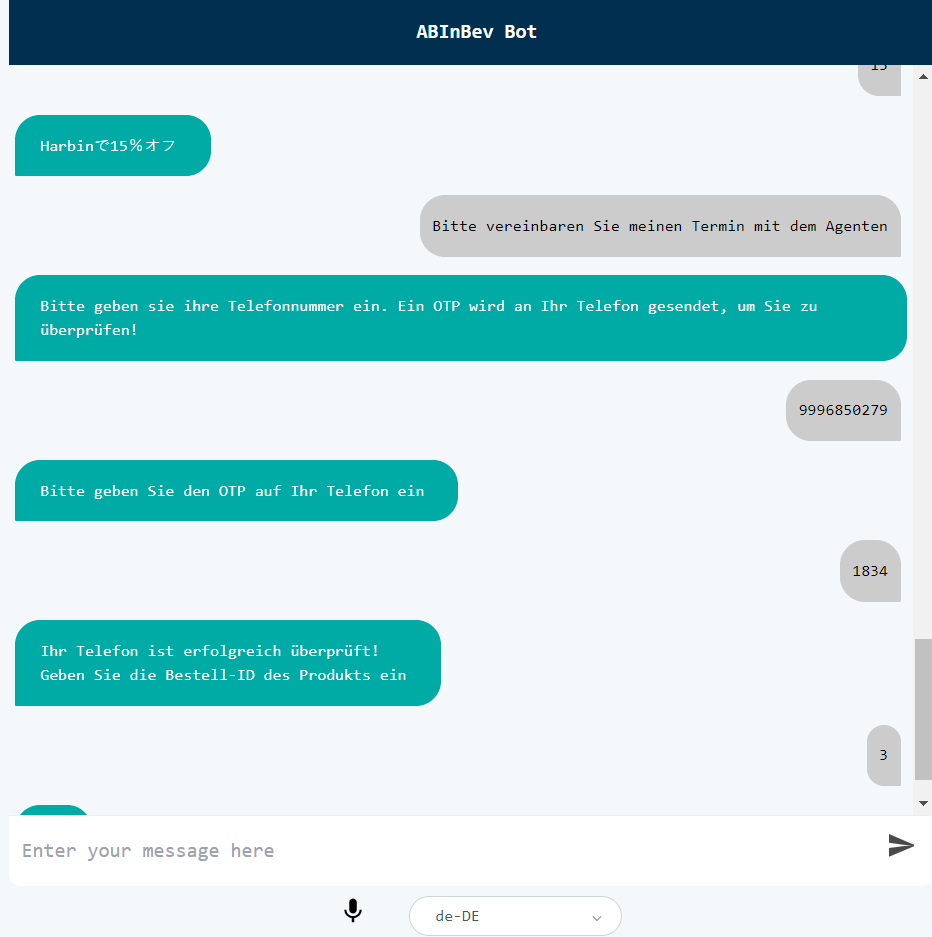 ABInBev Bot
15
Harbinで15%オフ
Bitte vereinbaren Sie meinen Termin mit dem Agenten
Bitte geben sie ihre Telefonnummer ein. Ein OTP wird an Ihr Telefon gesendet, um Sie zu
überprüfen!
9996850279
Bitte geben Sie den OTP auf Ihr Telefon ein
1834
Ihr Telefon ist erfolgreich überprüft!
Geben Sie die Bestell-ID des Produkts ein
3
Enter your message here
de-DE